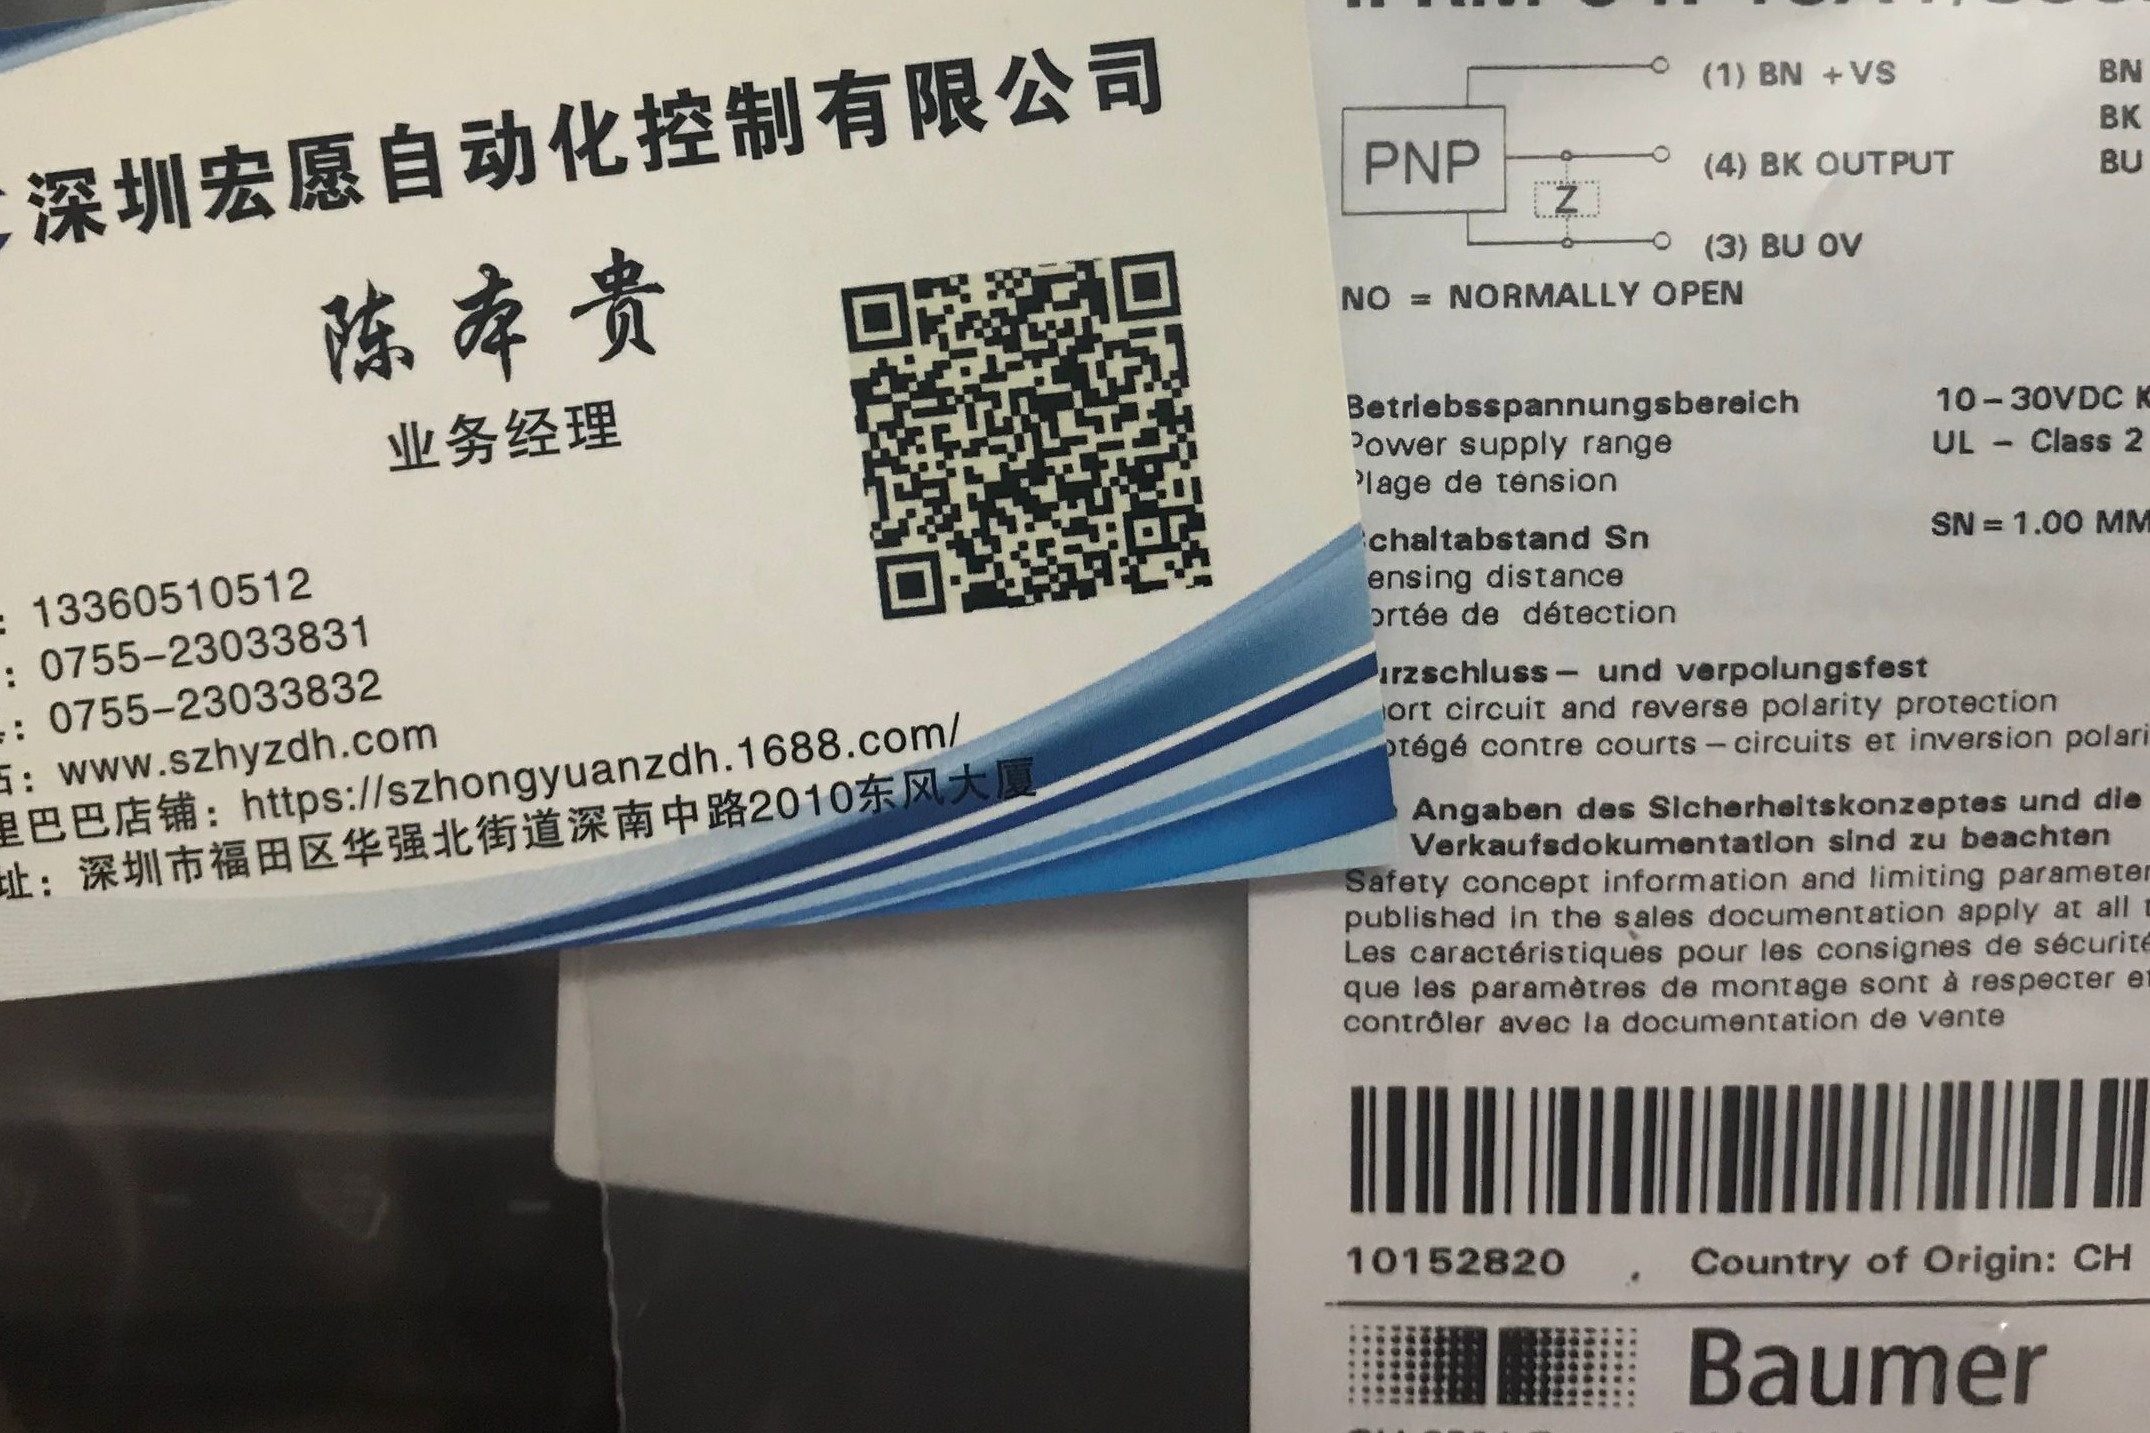 深圳宏愿自动化控制有限公司
陈本贵
业务经理
: 13360510512
: 0755-23033831
: 0755-23033832
: www.szhyzdh.com
里巴巴店铺: https://szhongyuanzdh.1688.com/
址: 深圳市福田区华强北街道深南中路2010东风大厦
PNP
Z
(1) BN +VS
(4) BK OUTPUT
(3) BU 0V
BN
BK
BU
NO = NORMALLY OPEN
Betriebsspannungsbereich 10-30VDC
Power supply range UL - Class 2
Plage de tension
chaltabstand Sn SN=1.00 MM
ensing distance
ortée de détection
urzschluss- und verpolungsfest
ort circuit and reverse polarity protection
otégé contre courts-circuits et inversion polari
Angaben des Sicherheitskonzeptes und die
Verkaufsdokumentation sind zu beachten
Safety concept information and limiting parameter
published in the sales documentation apply at all
Les caractéristiques pour les consignes de sécurité
que les paramètres de montage sont à respecter et
contrôler avec la documentation de vente
10152820 Country of Origin: CH
Baumer